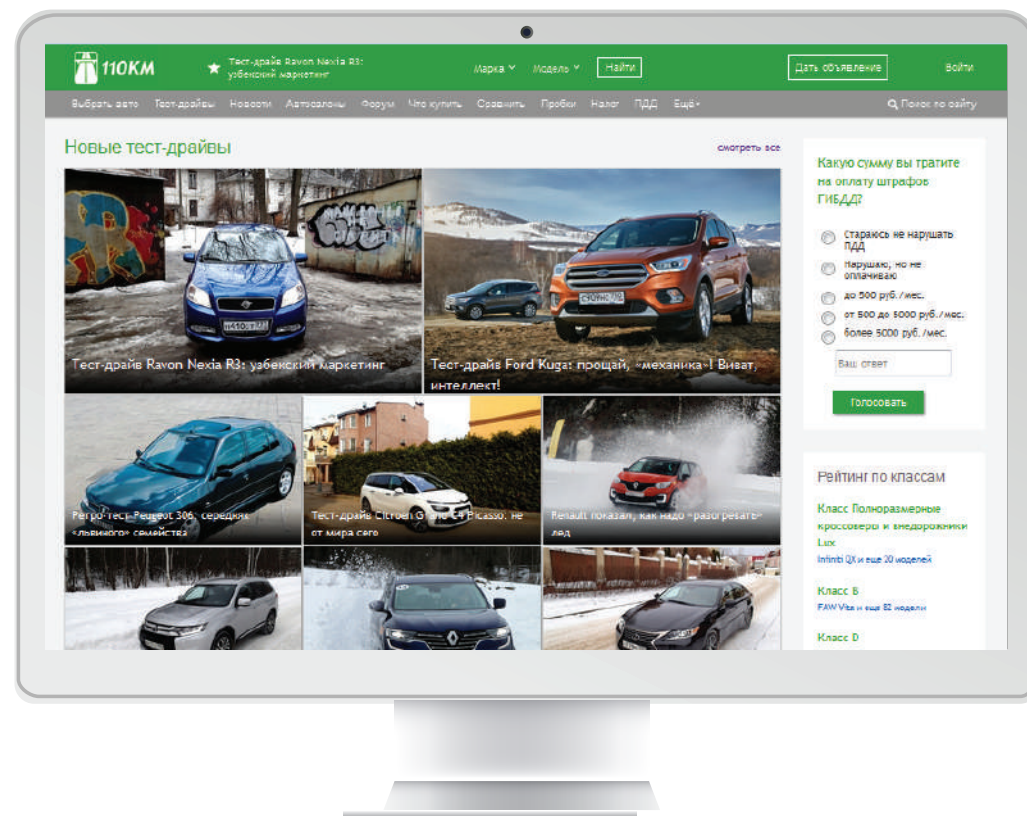 110КМ
Тест-драйв Ravon Nexia R3:
узбекский маркетинг
Марка
Модель
Найти
Дать объявление
Войти
Выбрать авто Тест-драйвы Новости Автосалоны Форум Что купить Сравнить Пробки Налог ПДД Ещё
Поиск по сайту
Новые тест-драйвы
смотреть все
Тест-драйв Ravon Nexia R3: узбекский маркетинг
Тест-драйв Ford Kuga: прощай, «механика»! Виват,
интеллект!
Ретро-тест Peugeot 306: середняк
«львиного» семейства
Тест-драйв Citroen Grand C4 Picasso: не
от мира сего
Renault показал, как надо «разогревать»
лед
Какую сумму вы тратите
на оплату штрафов
ГИБДД?
Стараюсь не нарушать
ПДД
Нарушаю, но не
оплачиваю
до 500 руб./мес.
от 500 до 5000 руб./мес.
более 5000 руб./мес.
Ваш ответ
Голосовать
Рейтинг по классам
Класс Полноразмерные
кроссоверы и внедорожники
Lux
Infiniti QX и еще 20 моделей
Класс B
FAW Vita и еще 82 модели
Класс D